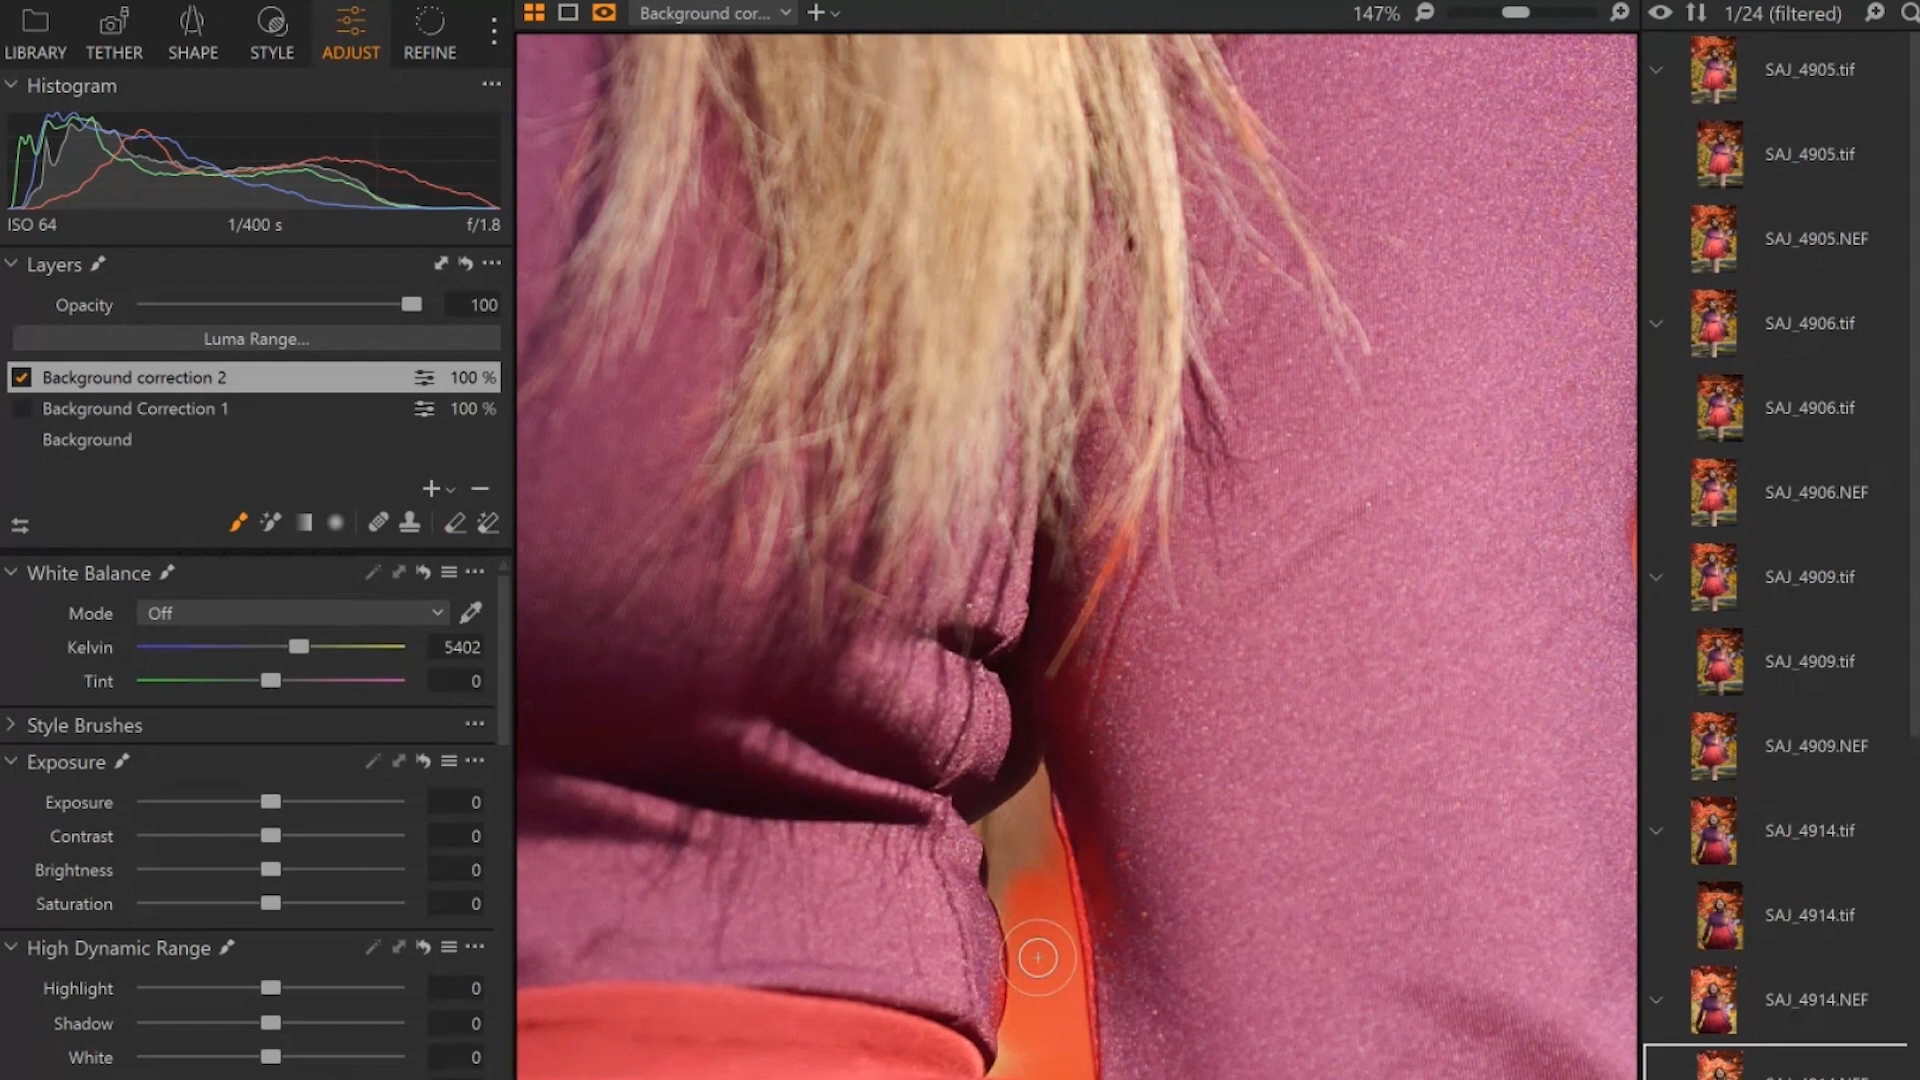 LIBRARY TETHER SHAPE STYLE ADJUST REFINE
Background cor...
147%
1/24 (filtered)
Histogram
ISO 64 1/400 s f/1.8
Layers
Opacity 100
Luma Range...
Background correction 2 100 %
Background Correction 1 100 %
Background
White Balance
Mode Off
Kelvin 5402
Tint 0
Style Brushes
Exposure
Exposure 0
Contrast 0
Brightness 0
Saturation 0
High Dynamic Range
Highlight 0
Shadow 0
White 0
SAJ_4905.tif
SAJ_4905.tif
SAJ_4905.NEF
SAJ_4906.tif
SAJ_4906.tif
SAJ_4906.NEF
SAJ_4909.tif
SAJ_4909.tif
SAJ_4909.NEF
SAJ_4914.tif
SAJ_4914.tif
SAJ_4914.NEF